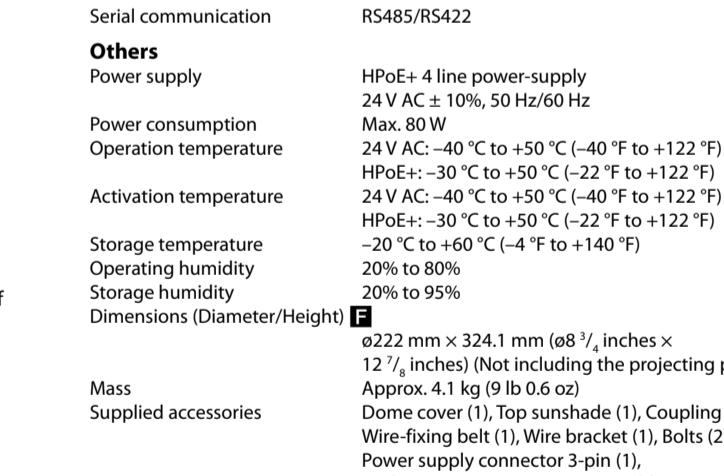 Serial communication RS485/RS422
Others
Power supply HPoE+ 4 line power-supply
24 V AC ± 10%, 50 Hz/60 Hz
Power consumption Max. 80 W
Operation temperature 24 V AC: –40 °C to +50 °C (–40 °F to +122 °F)
HPoE+: –30 °C to +50 °C (–22 °F to +122 °F)
Activation temperature 24 V AC: –40 °C to +50 °C (–40 °F to +122 °F)
HPoE+: –30 °C to +50 °C (–22 °F to +122 °F)
Storage temperature –20 °C to +60 °C (–4 °F to +140 °F)
Operating humidity 20% to 80%
f
Storage humidity 20% to 95%
Dimensions (Diameter/Height) F
ø222 mm × 324.1 mm (ø8 3/4 inches ×
12 7/8 inches) (Not including the projecting
Mass Approx. 4.1 kg (9 lb 0.6 oz)
Supplied accessories Dome cover (1), Top sunshade (1), Coupling
Wire-fixing belt (1), Wire bracket (1), Bolts (2
Power supply connector 3-pin (1),